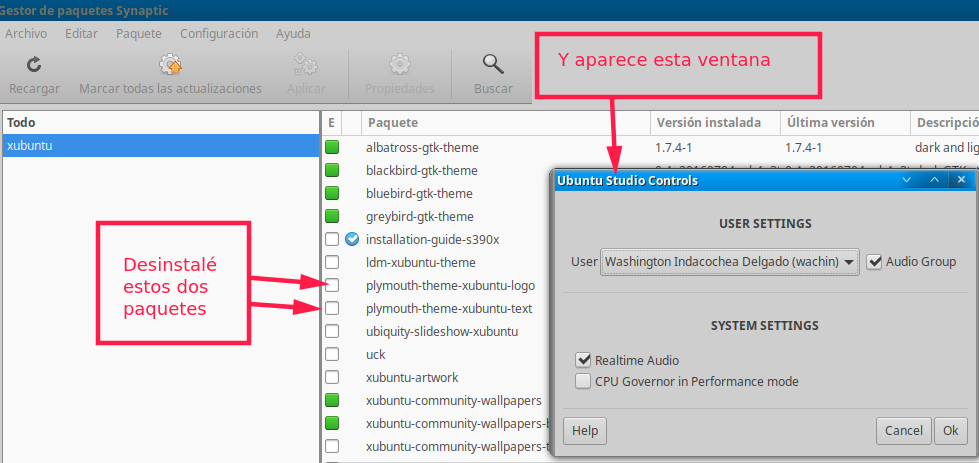 Gestor de paquetes Synaptic
Archivo Editar Paquete Configuración Ayuda
Recargar Marcar todas las actualizaciones Aplicar Propiedades Buscar
Y aparece esta ventana
Todo
xubuntu
E Paquete Versión instalada Última versión Descripció
albatross-gtk-theme 1.7.4-1 1.7.4-1 dark and lig
blackbird-gtk-theme
bluebird-gtk-theme
greybird-gtk-theme
installation-guide-s390x
ldm-xubuntu-theme
plymouth-theme-xubuntu-logo
plymouth-theme-xubuntu-text
ubiquity-slideshow-xubuntu
uck
xubuntu-artwork
xubuntu-community-wallpapers
xubuntu-community-wallpapers-b
xubuntu-community-wallpapers-t
Desinstalé
estos dos
paquetes
Ubuntu Studio Controls
USER SETTINGS
User Washington Indacochea Delgado (wachin) Audio Group
SYSTEM SETTINGS
Realtime Audio
CPU Governor in Performance mode
Help Cancel Ok